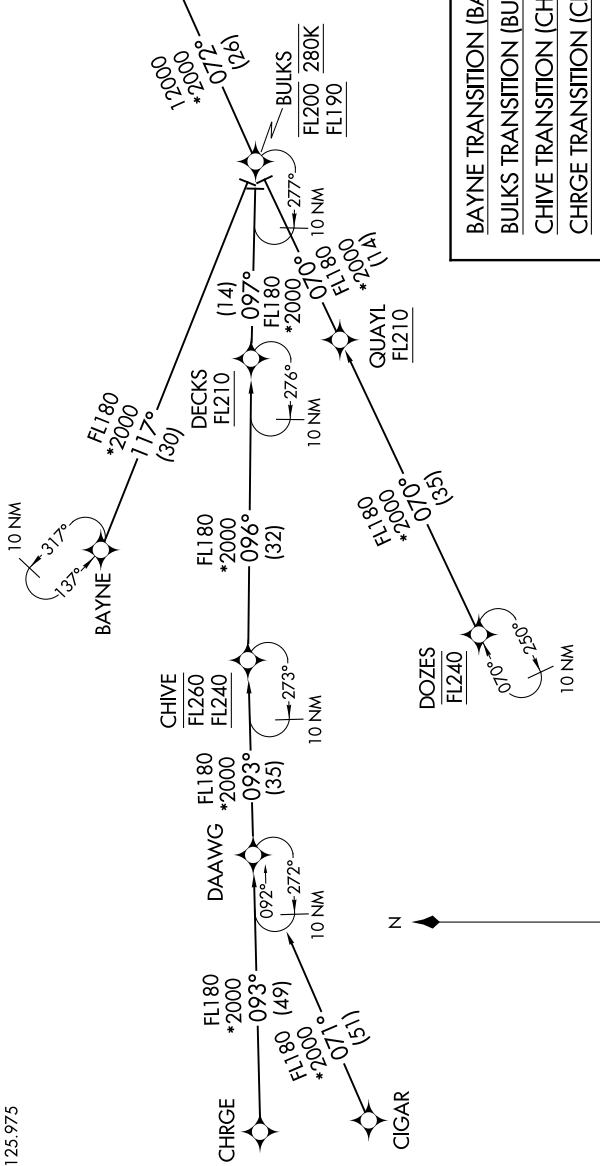 125.975
12000
*2000
072°
(26)
BULKS
FL200 280K
FL190
277°
10 NM
10 NM
317°
137°
BAYNE
FL180
*2000
117°
(30)
(14)
097°
FL180
*2000
DECKS
FL210
276°
10 NM
070°
FL180
*2000
(14)
QUAYL
FL210
FL180
*2000
096°
(32)
FL180
*2000
070°
(35)
CHIVE
FL260
FL240
273°
10 NM
DOZES
FL240
070°
250°
10 NM
FL180
*2000
093°
(35)
DAAWG
092°
272°
10 NM
FL180
*2000
093°
(49)
CHRGE
FL180
*2000
071°
(51)
CIGAR
N
BAYNE TRANSITION (BA
BULKS TRANSITION (BU
CHIVE TRANSITION (CH
CHRGE TRANSITION (C